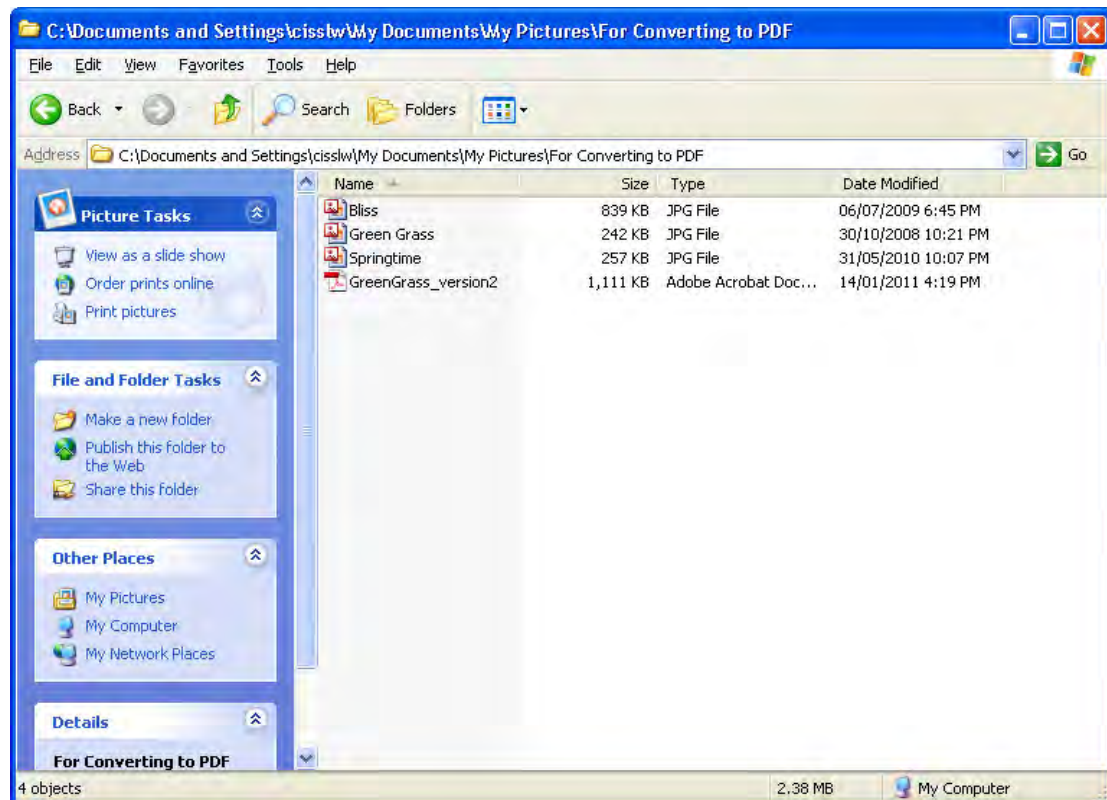 C:\Documents and Settings\cisslw\My Documents\My Pictures\For Converting to PDF
File Edit View Favorites Tools Help
Back Search Folders
Address C:\Documents and Settings\cisslw\My Documents\My Pictures\For Converting to PDF Go
Name Size Type Date Modified
Bliss 839 KB JPG File 06/07/2009 6:45 PM
Green Grass 242 KB JPG File 30/10/2008 10:21 PM
Springtime 257 KB JPG File 31/05/2010 10:07 PM
GreenGrass_version2 1,111 KB Adobe Acrobat Doc... 14/01/2011 4:19 PM
Picture Tasks
View as a slide show
Order prints online
Print pictures
File and Folder Tasks
Make a new folder
Publish this folder to
the Web
Share this folder
Other Places
My Pictures
My Computer
My Network Places
Details
For Converting to PDF
4 objects 2.38 MB My Computer